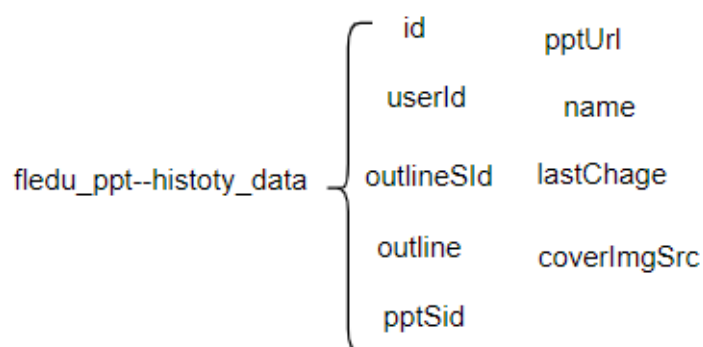 fledu_ppt--histoty_data
id
userId
outlineSId
outline
pptSid
pptUrl
name
lastChage
coverImgSrc